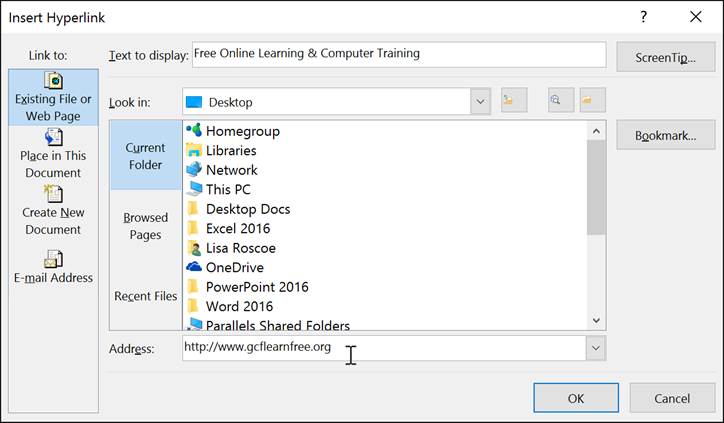 Insert Hyperlink
?
Link to:
Text to display:
Free Online Learning & Computer Training
ScreenTip...
Existing File or
Web Page
Place in This
Document
Create New
Document
E-mail Address
Look in:
Desktop
Bookmark...
Current
Folder
Browsed
Pages
Recent Files
Homegroup
Libraries
Network
This PC
Desktop Docs
Excel 2016
Lisa Roscoe
OneDrive
PowerPoint 2016
Word 2016
Parallels Shared Folders
Address:
http://www.gcflearnfree.org
OK
Cancel